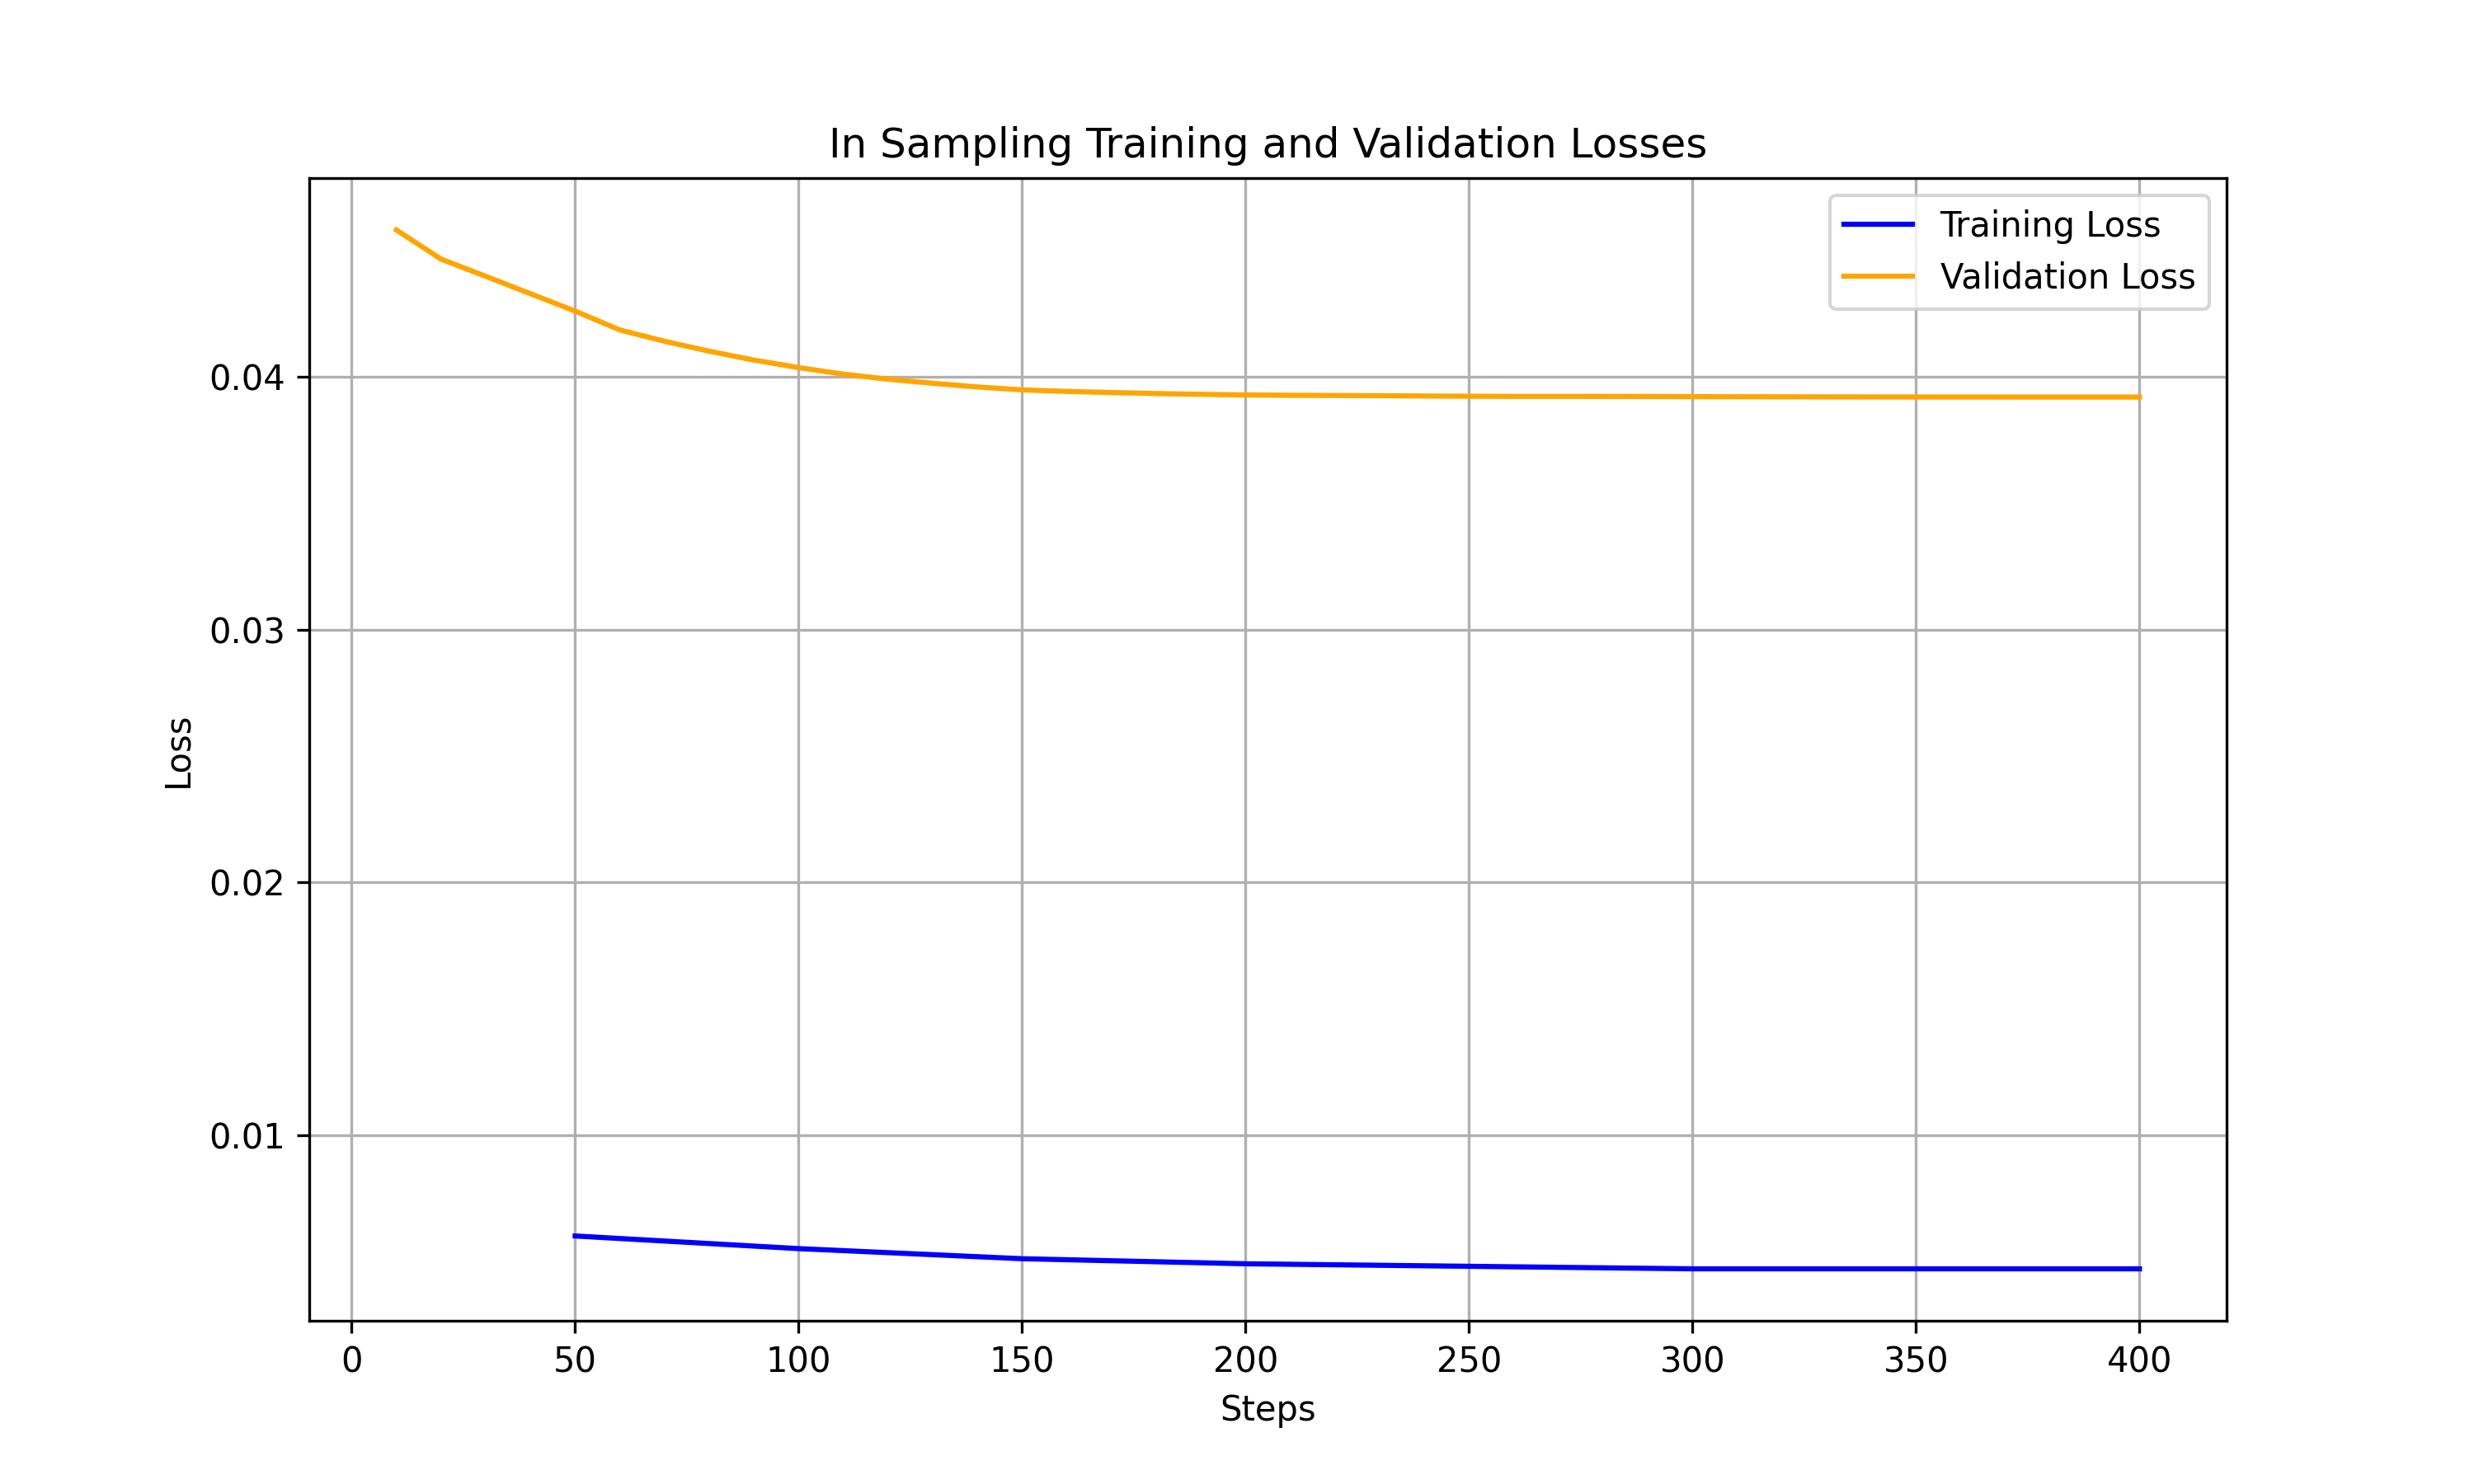 In Sampling Training and Validation Losses
Training Loss
Validation Loss
0.04
0.03
0.02
0.01
Loss
0 50 100 150 200 250 300 350 400
Steps